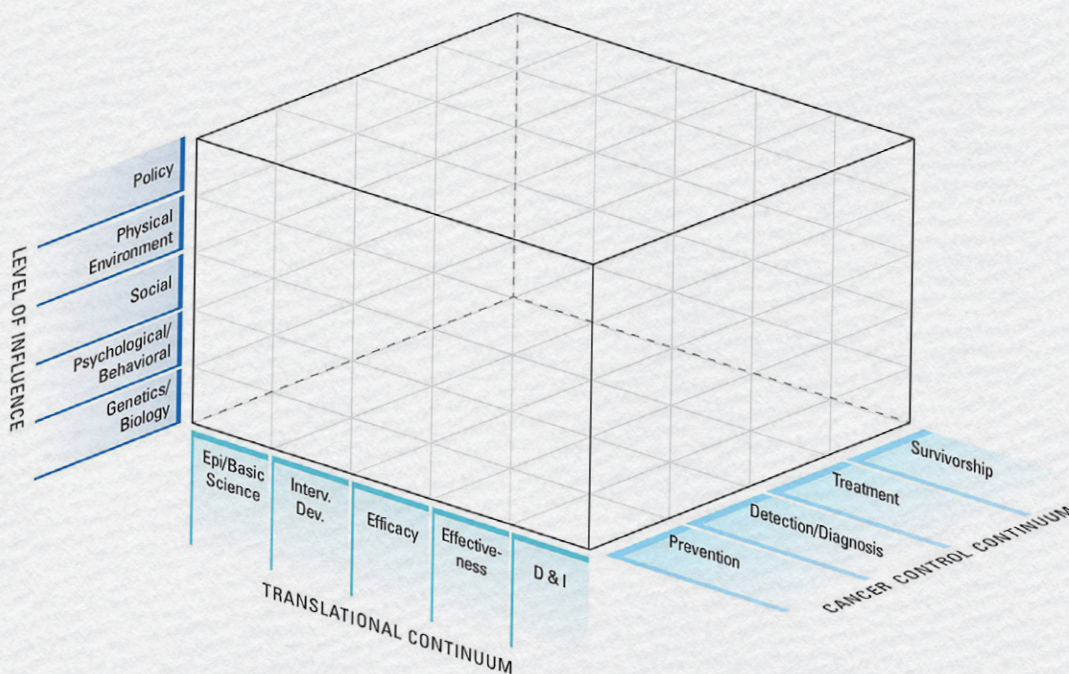 Policy
Physical
Environment
Social
Psychological/
Behavioral
Genetics/
Biology
LEVEL OF INFLUENCE
Epi/Basic
Science
Interv.
Dev.
Efficacy
Effective-
ness
D & I
TRANSLATIONAL CONTINUUM
Prevention
Detection/Diagnosis
Treatment
Survivorship
CANCER CONTROL CONTINUUM